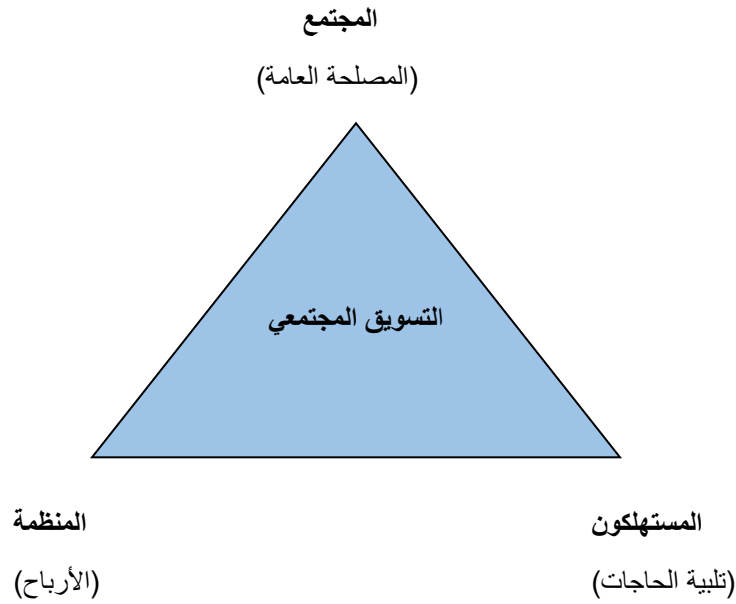 المجتمع
(المصلحة العامة)
التسويق المجتمعي
المستهلكون
(تلبية الحاجات)
المنظمة
(الأرباح)